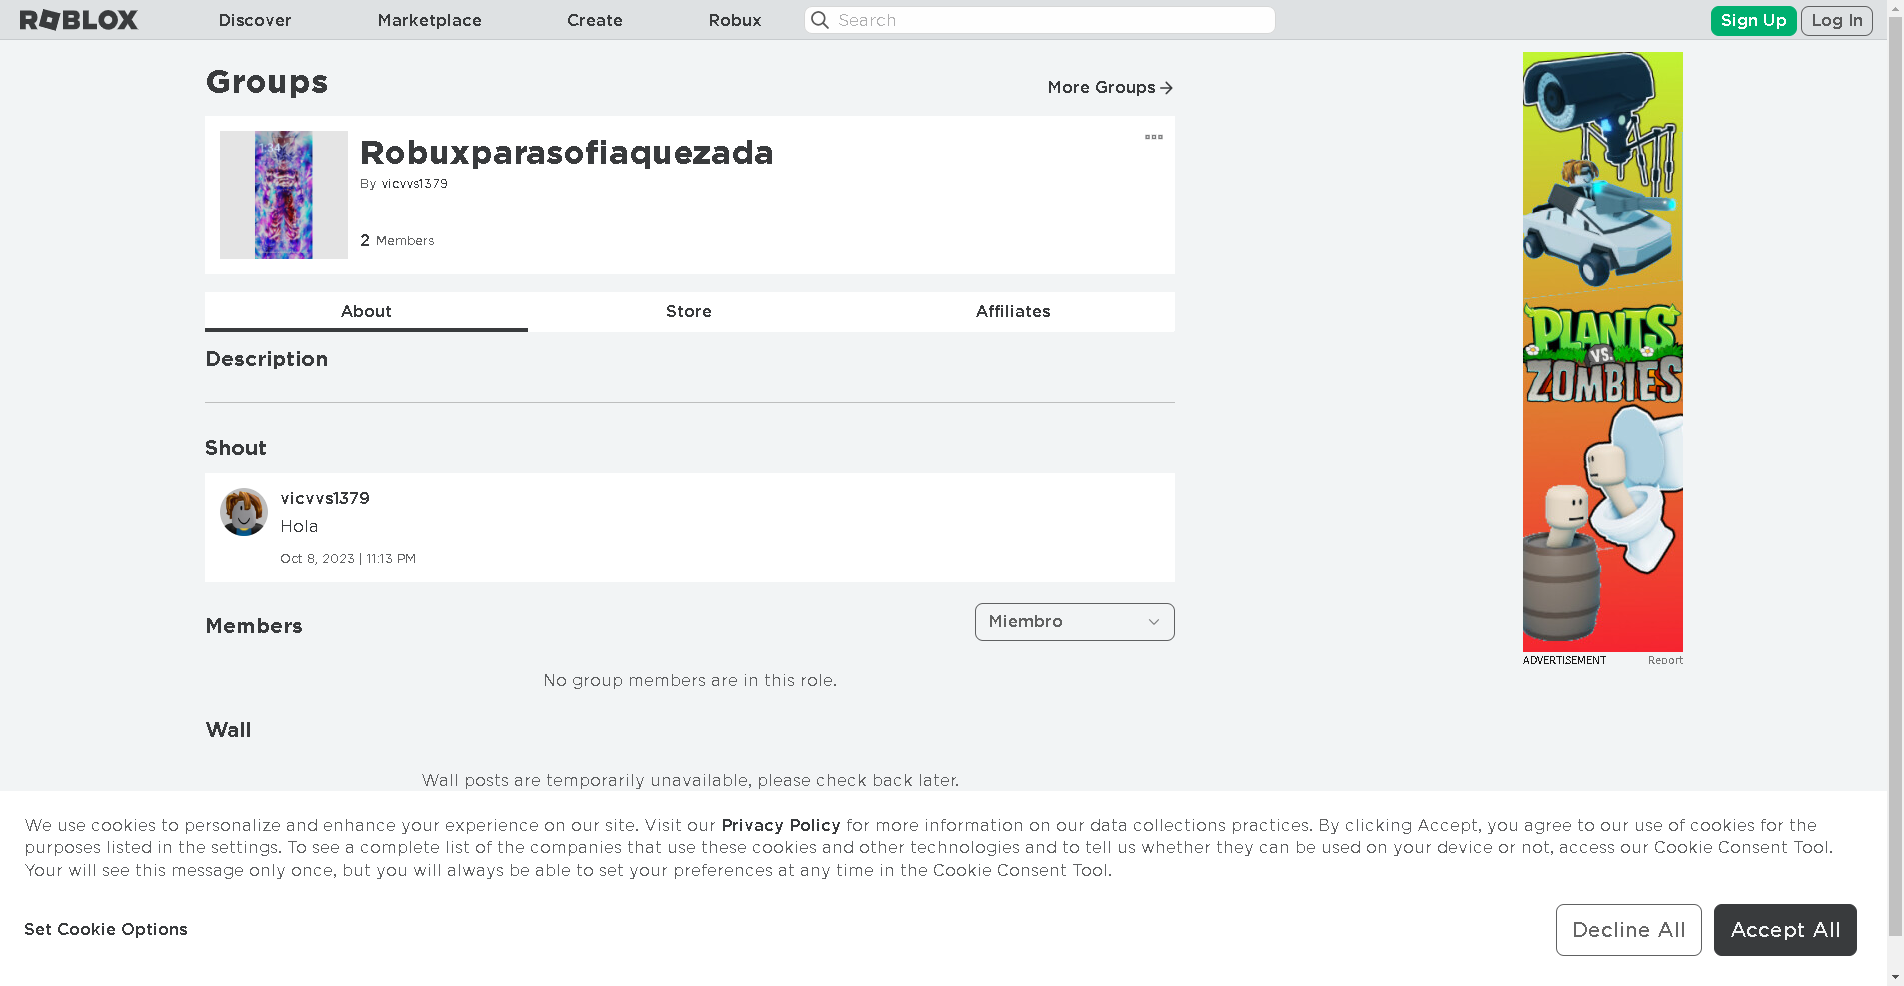 ROBLOX
Discover
Marketplace
Create
Robux
Search
Sign Up
Log In
Groups
More Groups
Robuxparasofiaquezada
By vicvvs1379
2 Members
About
Store
Affiliates
Description
Shout
vicvvs1379
Hola
Oct 8, 2023 | 11:13 PM
Members
Miembro
No group members are in this role.
Wall
Wall posts are temporarily unavailable, please check back later.
PLANTS
VS.
ZOMBIES
ADVERTISEMENT
Report
We use cookies to personalize and enhance your experience on our site. Visit our Privacy Policy for more information on our data collections practices. By clicking Accept, you agree to our use of cookies for the
purposes listed in the settings. To see a complete list of the companies that use these cookies and other technologies and to tell us whether they can be used on your device or not, access our Cookie Consent Tool.
Your will see this message only once, but you will always be able to set your preferences at any time in the Cookie Consent Tool.
Set Cookie Options
Decline All
Accept All